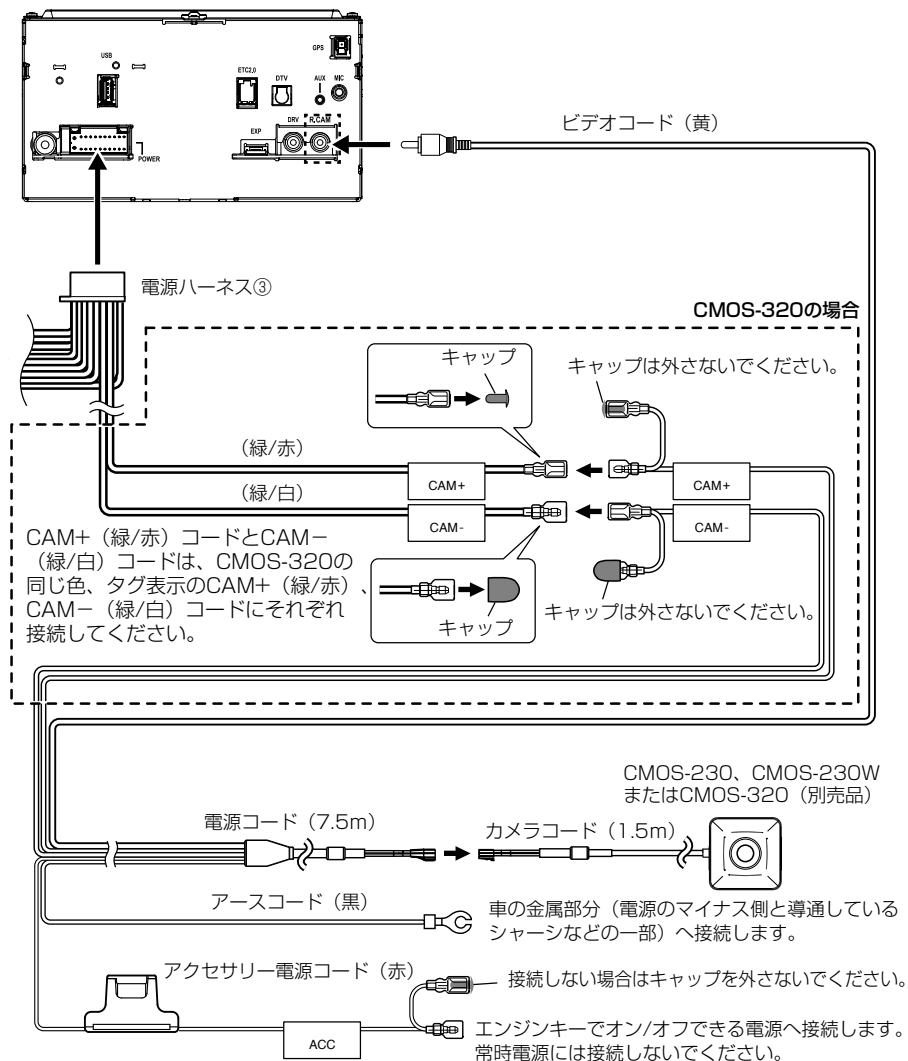 GPS
USB
ETC2.0
DTV
AUX
MIC
DRV
R.CAM
EXP
POWER
ビデオコード（黄）
電源ハーネス③
CMOS-320の場合
キャップ
キャップは外さないでください。
（緑/赤）
CAM+
CAM+
（緑/白）
CAM-
CAM-
CAM+（緑/赤）コードとCAM−
（緑/白）コードは、CMOS-320の
同じ色、タグ表示のCAM+（緑/赤）、
CAM−（緑/白）コードにそれぞれ
接続してください。
キャップ
キャップは外さないでください。
CMOS-230、CMOS-230W
またはCMOS-320（別売品）
電源コード（7.5m）
カメラコード（1.5m）
アースコード（黒）
車の金属部分（電源のマイナス側と導通している
シャーシなどの一部）へ接続します。
アクセサリー電源コード（赤）
接続しない場合はキャップを外さないでください。
ACC
エンジンキーでオン/オフできる電源へ接続します。
常時電源には接続しないでください。